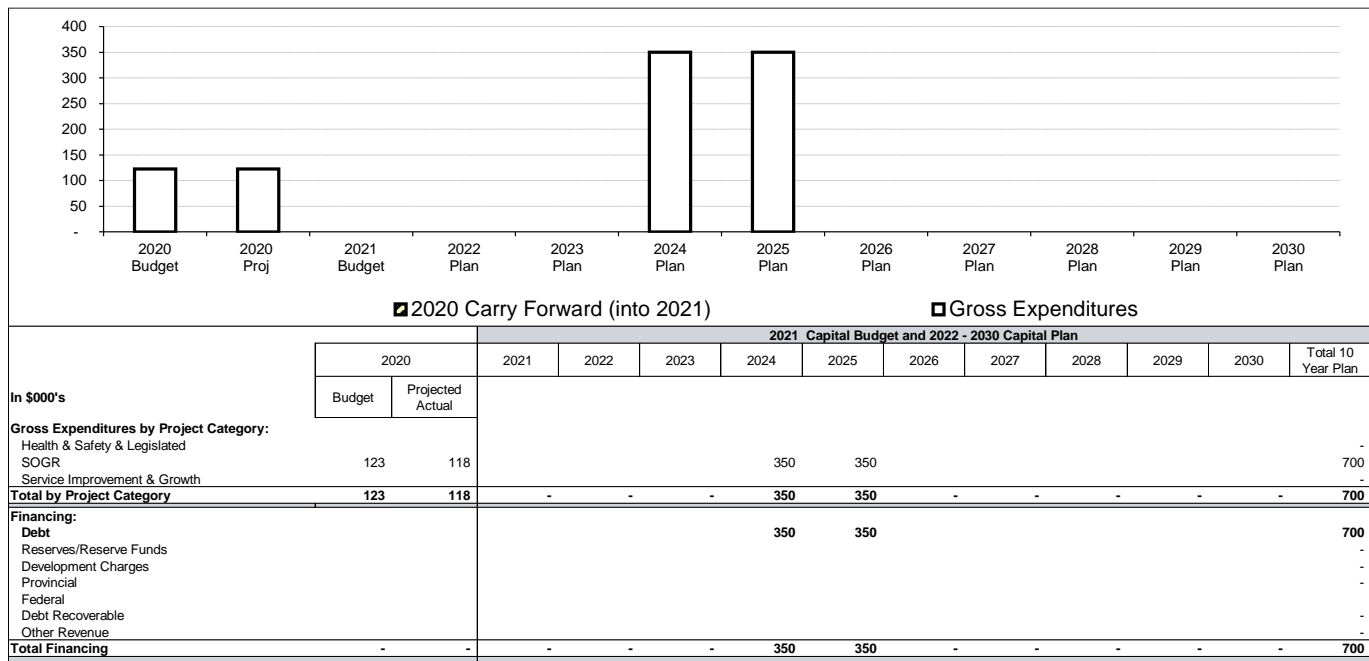 400
350
300
250
200
150
100
50
-
2020 Budget
2020 Proj
2021 Budget
2022 Plan
2023 Plan
2024 Plan
2025 Plan
2026 Plan
2027 Plan
2028 Plan
2029 Plan
2030 Plan
2020 Carry Forward (into 2021) Gross Expenditures
2021 Capital Budget and 2022 - 2030 Capital Plan
2020 2021 2022 2023 2024 2025 2026 2027 2028 2029 2030 Total 10 Year Plan
In $000's Budget Projected Actual
Gross Expenditures by Project Category:
Health & Safety & Legislated -
SOGR 123 118 350 350 700
Service Improvement & Growth -
Total by Project Category 123 118 - - - 350 350 - - - - - 700
Financing:
Debt 350 350 700
Reserves/Reserve Funds -
Development Charges -
Provincial -
Federal
Debt Recoverable -
Other Revenue -
Total Financing - - - - - 350 350 - - - - - 700